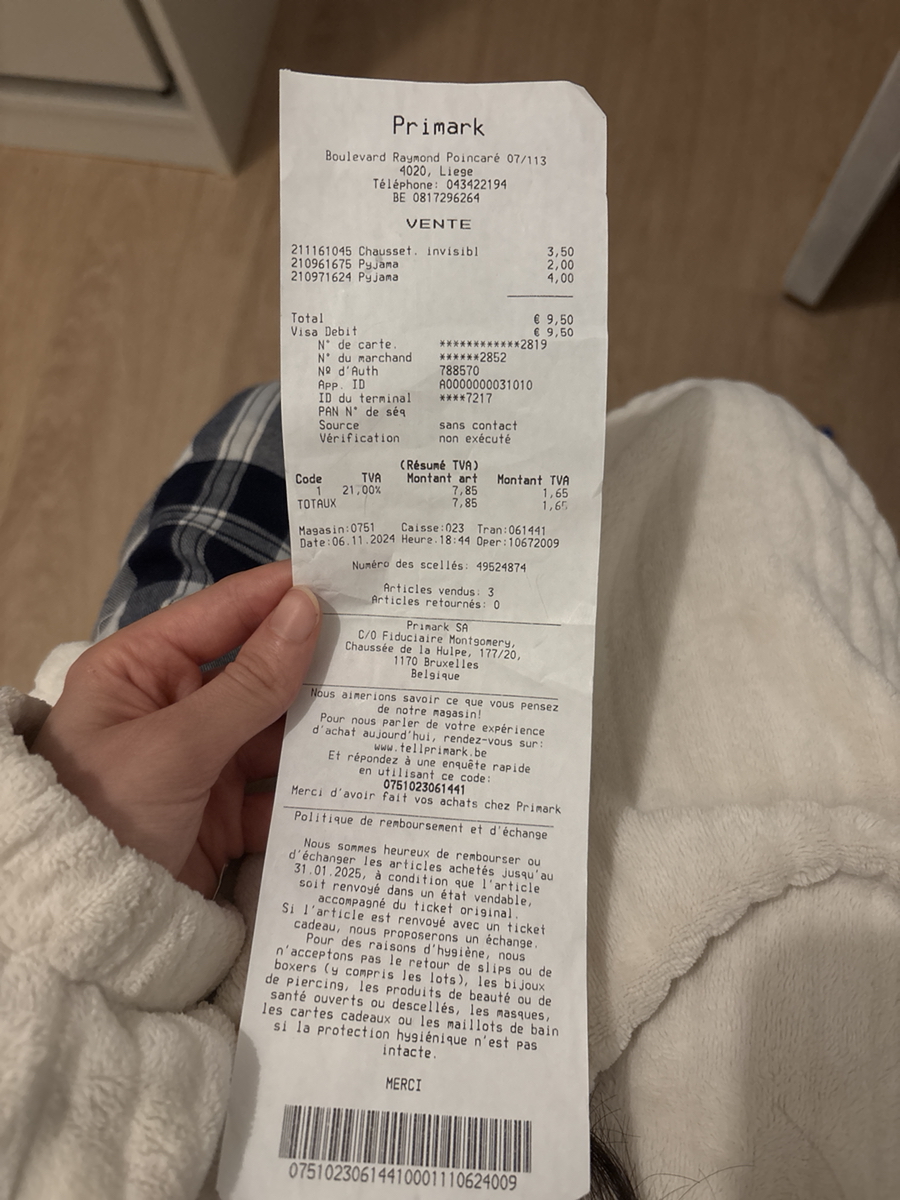 Primark
Boulevard Raymond Poincaré 07/113
4020, Liege
Téléphone: 043422194
BE 0817296264
VENTE
211161045 Chausset. invisibl 3,50
210961675 Pyjama 2,00
210971624 Pyjama 4,00
Total € 9,50
Visa Debit € 9,50
N° de carte. ************2819
N° du marchand ******2852
Nº d'Auth 788570
App. ID A0000000031010
ID du terminal ****7217
PAN N° de séq
Source sans contact
Vérification non exécuté
(Résumé TVA)
Code TVA Montant art Montant TVA
1 21,00% 7,85 1,65
TOTAUX 7,85 1,65
Magasin:0751 Caisse:023 Tran:061441
Date:06.11.2024 Heure.18:44 Oper:10672009
Numéro des scellés: 49524874
Articles vendus: 3
Articles retournés: 0
Primark SA
C/O Fiduciaire Montgomery,
Chaussée de la Hulpe, 177/20,
1170 Bruxelles
Belgique
Nous aimerions savoir ce que vous pensez
de notre magasin!
Pour nous parler de votre expérience
d'achat aujourd'hui, rendez-vous sur:
www.tellprimark.be
Et répondez à une enquête rapide
en utilisant ce code:
0751023061441
Merci d'avoir fait vos achats chez Primark
Politique de remboursement et d'échange
Nous sommes heureux de rembourser ou
d'échanger les articles achetés jusqu'au
31.01.2025, à condition que l'article
soit renvoyé dans un état vendable,
accompagné du ticket original.
Si l'article est renvoyé avec un ticket
cadeau, nous proposerons un échange.
Pour des raisons d'hygiène, nous
n'acceptons pas le retour de slips ou de
boxers (y compris les lots), les bijoux
de piercing, les produits de beauté ou de
santé ouverts ou descellés, les masques,
les cartes cadeaux ou les maillots de bain
si la protection hygiénique n'est pas
intacte.
MERCI
07510230614410001110624009